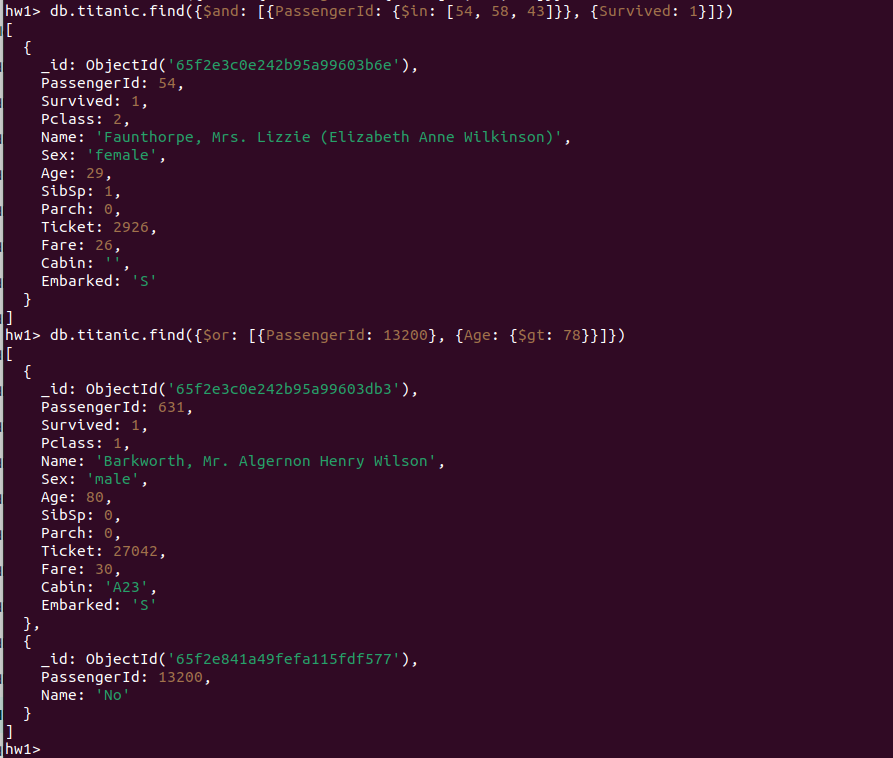 hw1> db.titanic.find({$and: [{PassengerId: {$in: [54, 58, 43]}}, {Survived: 1}]})
[
  {
    _id: ObjectId('65f2e3c0e242b95a99603b6e'),
    PassengerId: 54,
    Survived: 1,
    Pclass: 2,
    Name: 'Faunthorpe, Mrs. Lizzie (Elizabeth Anne Wilkinson)',
    Sex: 'female',
    Age: 29,
    SibSp: 1,
    Parch: 0,
    Ticket: 2926,
    Fare: 26,
    Cabin: '',
    Embarked: 'S'
  }
]
hw1> db.titanic.find({$or: [{PassengerId: 13200}, {Age: {$gt: 78}}]})
[
  {
    _id: ObjectId('65f2e3c0e242b95a99603db3'),
    PassengerId: 631,
    Survived: 1,
    Pclass: 1,
    Name: 'Barkworth, Mr. Algernon Henry Wilson',
    Sex: 'male',
    Age: 80,
    SibSp: 0,
    Parch: 0,
    Ticket: 27042,
    Fare: 30,
    Cabin: 'A23',
    Embarked: 'S'
  },
  {
    _id: ObjectId('65f2e841a49fefa115fdf577'),
    PassengerId: 13200,
    Name: 'No'
  }
]
hw1>